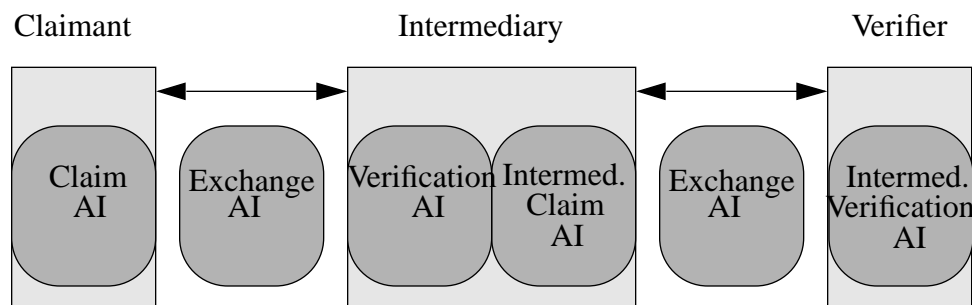 Claimant
Intermediary
Verifier
Claim
AI
Exchange
AI
Verification
AI
Intermed.
Claim
AI
Exchange
AI
Intermed.
Verification
AI